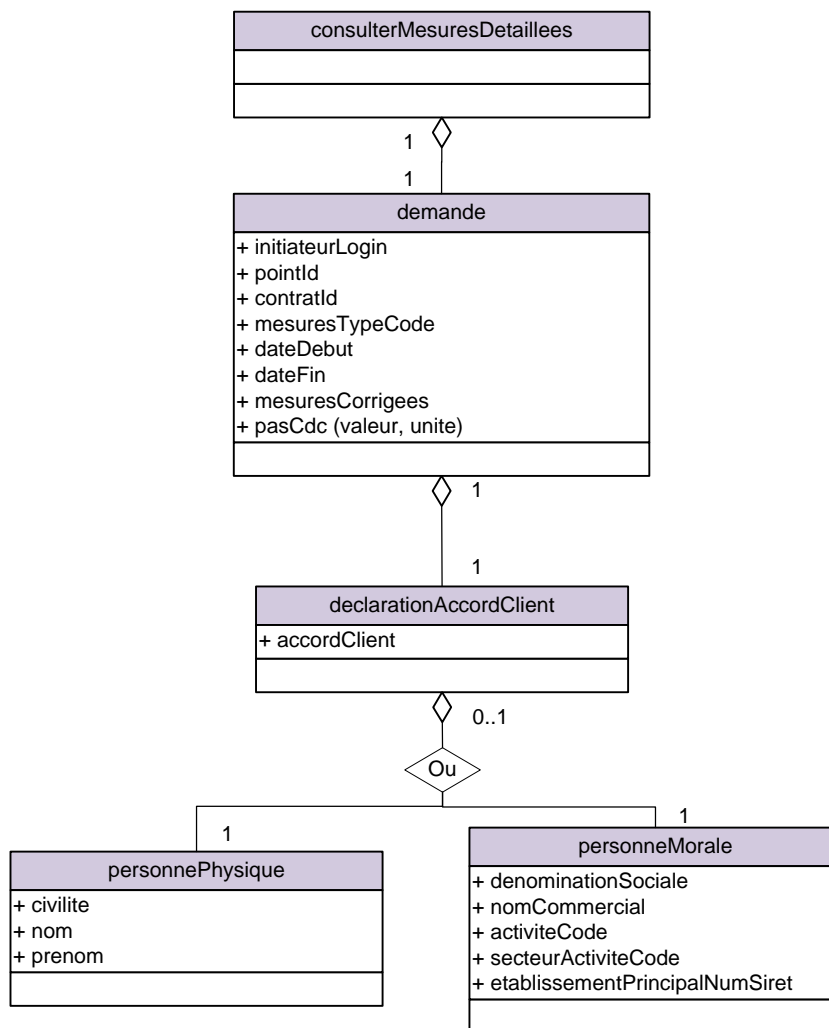 consulterMesuresDetaillees
1
1
demande
+ initiateurLogin
+ pointId
+ contratId
+ mesuresTypeCode
+ dateDebut
+ dateFin
+ mesuresCorrigees
+ pasCdc (valeur, unite)
1
1
declarationAccordClient
+ accordClient
0..1
Ou
1
1
personnePhysique
+ civilite
+ nom
+ prenom
personneMorale
+ denominationSociale
+ nomCommercial
+ activiteCode
+ secteurActiviteCode
+ etablissementPrincipalNumSiret